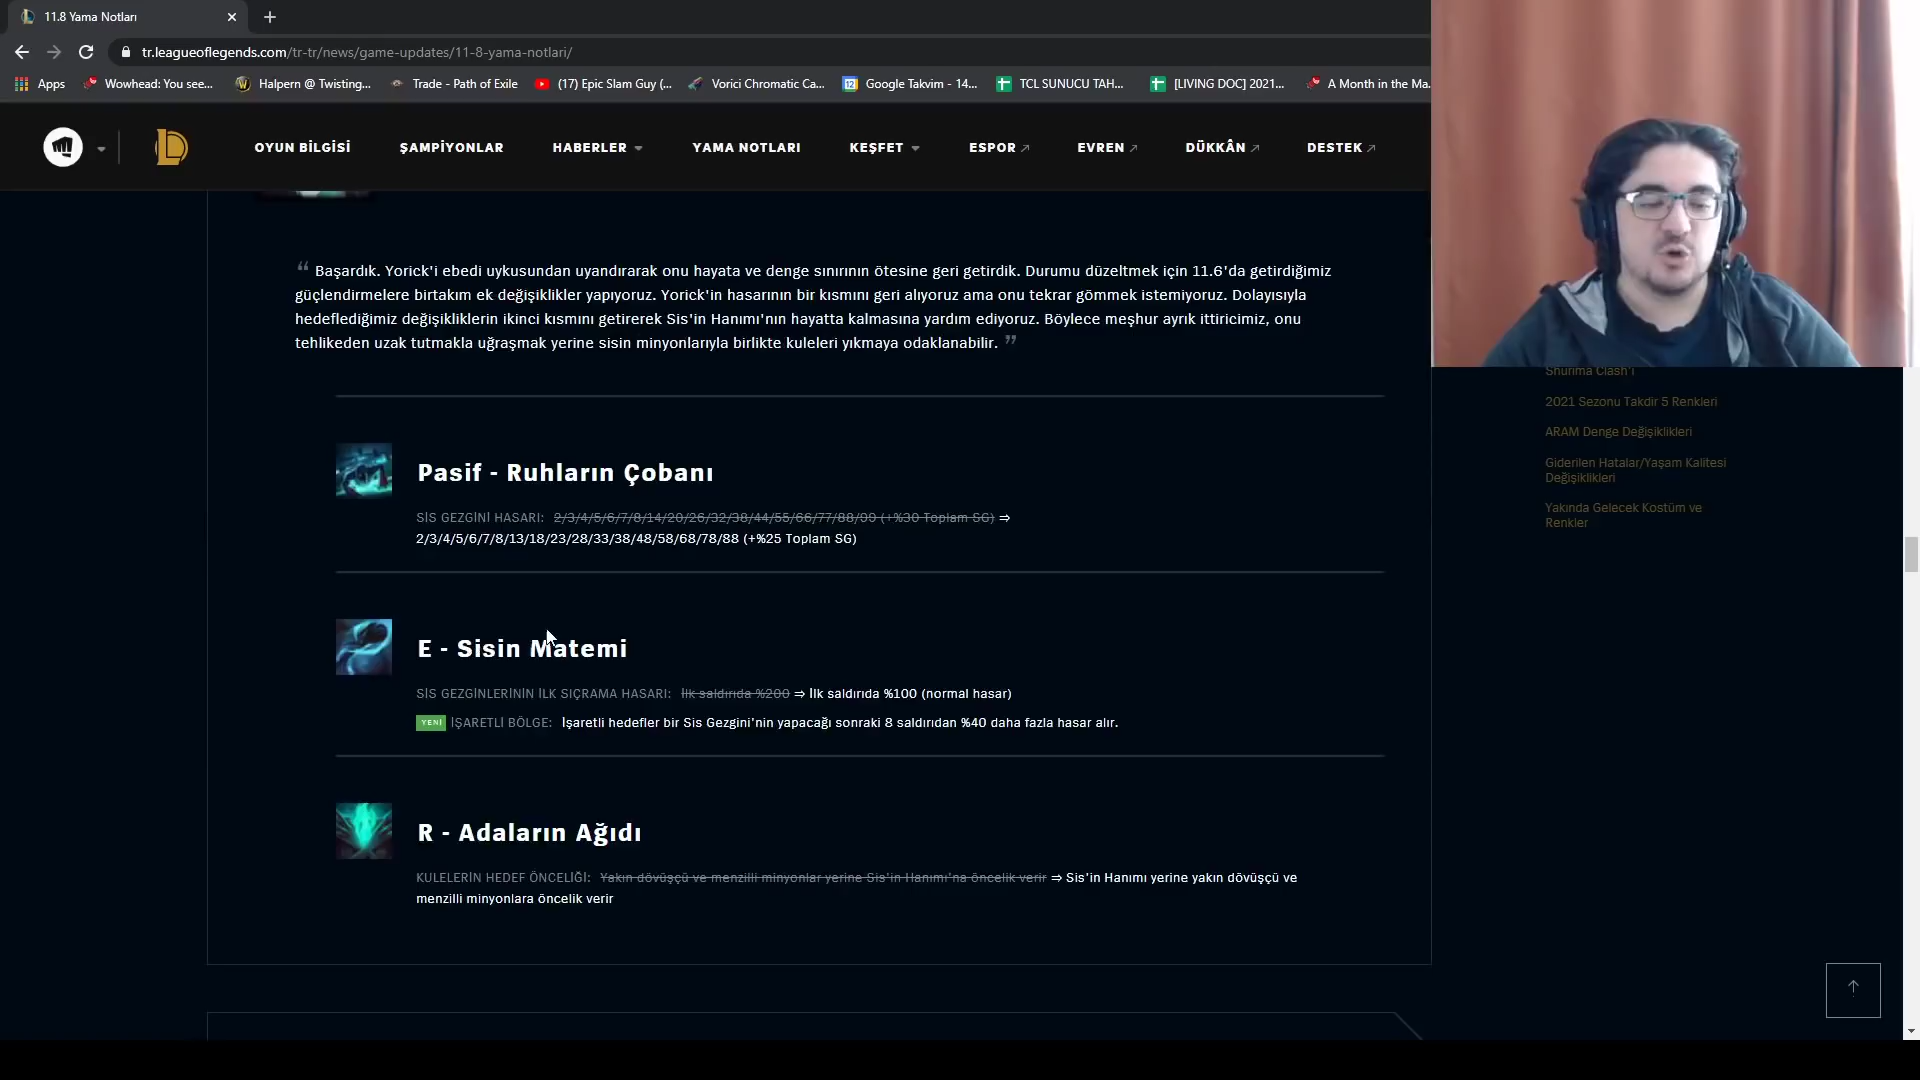 11.8 Yama Notları
tr.leagueoflegends.com/tr-tr/news/game-updates/11-8-yama-notlari/
Apps
Wowhead: You see...
Halpern @ Twisting...
Trade - Path of Exile
(17) Epic Slam Guy (...
Vorici Chromatic Ca...
Google Takvim - 14...
TCL SUNUCU TAH...
[LIVING DOC] 2021...
A Month in the Ma...
OYUN BİLGİSİ
ŞAMPİYONLAR
HABERLER
YAMA NOTLARI
KEŞFET
ESPOR
EVREN
DÜKKÂN
DESTEK
“ Başardık. Yorick'i ebedi uykusundan uyandırarak onu hayata ve denge sınırının ötesine geri getirdik. Durumu düzeltmek için 11.6'da getirdiğimiz
güçlendirmelere birtakım ek değişiklikler yapıyoruz. Yorick'in hasarının bir kısmını geri alıyoruz ama onu tekrar gömmek istemiyoruz. Dolayısıyla
hedeflediğimiz değişikliklerin ikinci kısmını getirerek Sis'in Hanımı'nın hayatta kalmasına yardım ediyoruz. Böylece meşhur ayrık ittiricimiz, onu
tehlikeden uzak tutmakla uğraşmak yerine sisin minyonlarıyla birlikte kuleleri yıkmaya odaklanabilir. ”
Pasif - Ruhların Çobanı
SİS GEZGİNİ HASARI: 2/3/4/5/6/7/8/14/20/26/32/38/44/55/66/77/88/99 (+%30 Toplam SG) ⇒
2/3/4/5/6/7/8/13/18/23/28/33/38/48/58/68/78/88 (+%25 Toplam SG)
E - Sisin Matemi
SİS GEZGİNLERİNİN İLK SIÇRAMA HASARI: İlk saldırıda %200 ⇒ İlk saldırıda %100 (normal hasar)
YENİ İŞARETLİ BÖLGE: İşaretli hedefler bir Sis Gezgini'nin yapacağı sonraki 8 saldırıdan %40 daha fazla hasar alır.
R - Adaların Ağıdı
KULELERİN HEDEF ÖNCELİĞİ: Yakın dövüşçü ve menzilli minyonlar yerine Sis'in Hanımı'na öncelik verir ⇒ Sis'in Hanımı yerine yakın dövüşçü ve
menzilli minyonlara öncelik verir
Shurima Clash'i
2021 Sezonu Takdir 5 Renkleri
ARAM Denge Değişiklikleri
Giderilen Hatalar/Yaşam Kalitesi
Değişiklikleri
Yakında Gelecek Kostüm ve
Renkler